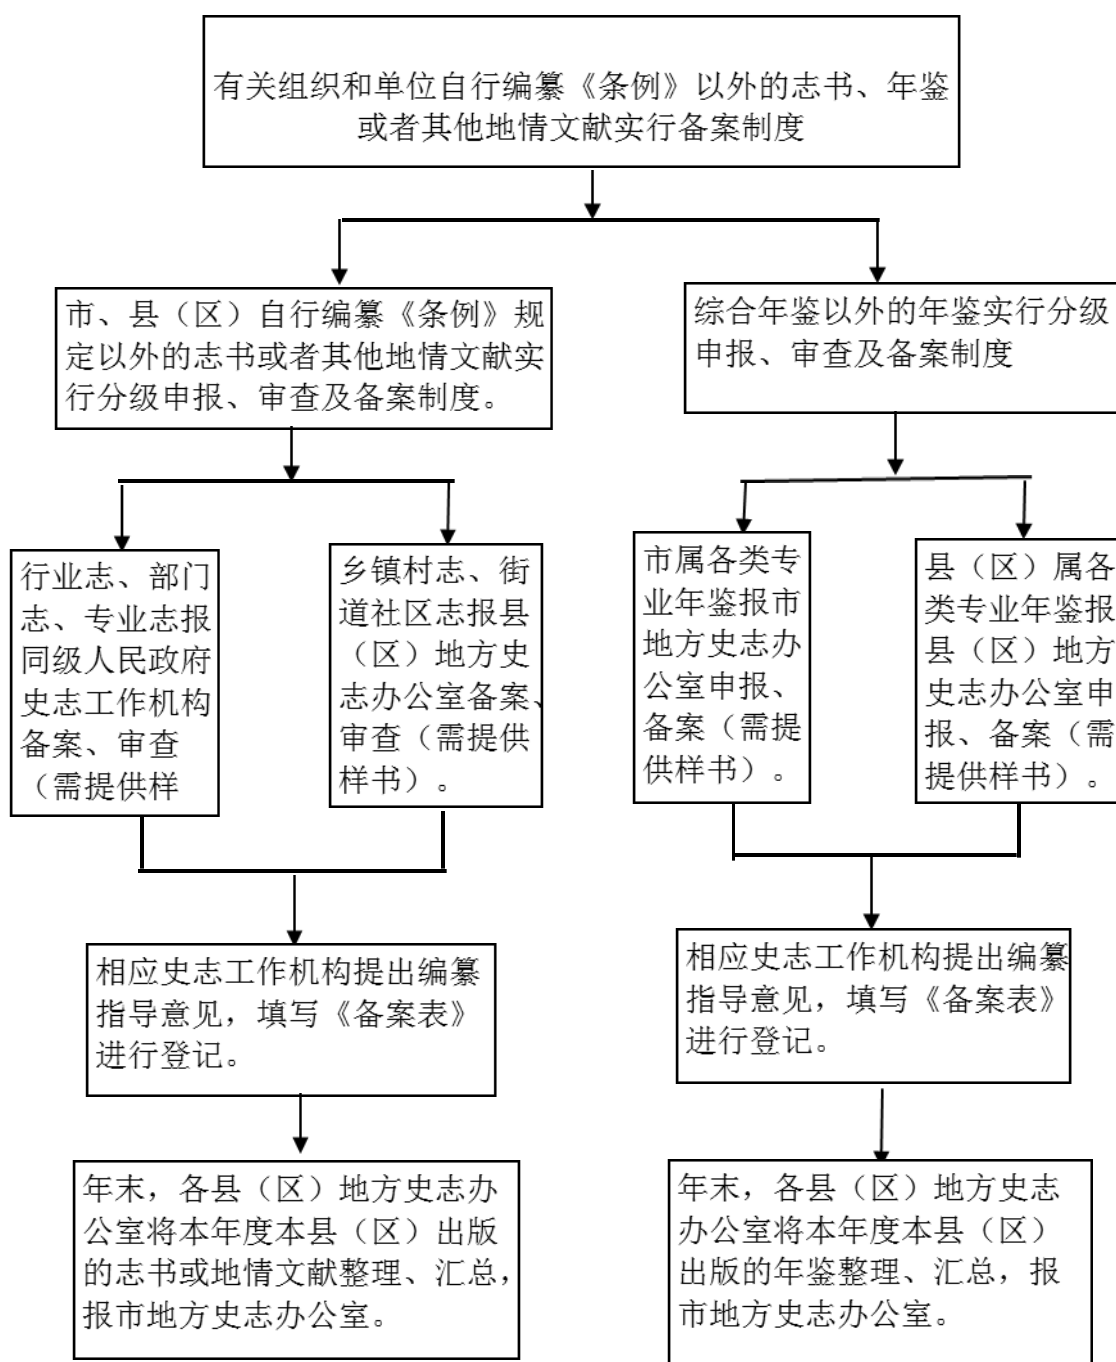 有关组织和单位自行编纂《条例》以外的志书、年鉴
或者其他地情文献实行备案制度
市、县（区）自行编纂《条例》规
定以外的志书或者其他地情文献实
行分级申报、审查及备案制度。
综合年鉴以外的年鉴实行分级
申报、审查及备案制度
行业志、部门
志、专业志报
同级人民政府
史志工作机构
备案、审查
（需提供样
乡镇村志、街
道社区志报县
（区）地方史
志办公室备案、
审查（需提供
样书）。
市属各类专
业年鉴报市
地方史志办
公室申报、
备案（需提
供样书）。
县（区）属各
类专业年鉴报
县（区）地方
史志办公室申
报、备案（需
提供样书）。
相应史志工作机构提出编纂
指导意见，填写《备案表》
进行登记。
相应史志工作机构提出编纂
指导意见，填写《备案表》
进行登记。
年末，各县（区）地方史志办
公室将本年度本县（区）出版
的志书或地情文献整理、汇总，
报市地方史志办公室。
年末，各县（区）地方史志
办公室将本年度本县（区）
出版的年鉴整理、汇总，报
市地方史志办公室。